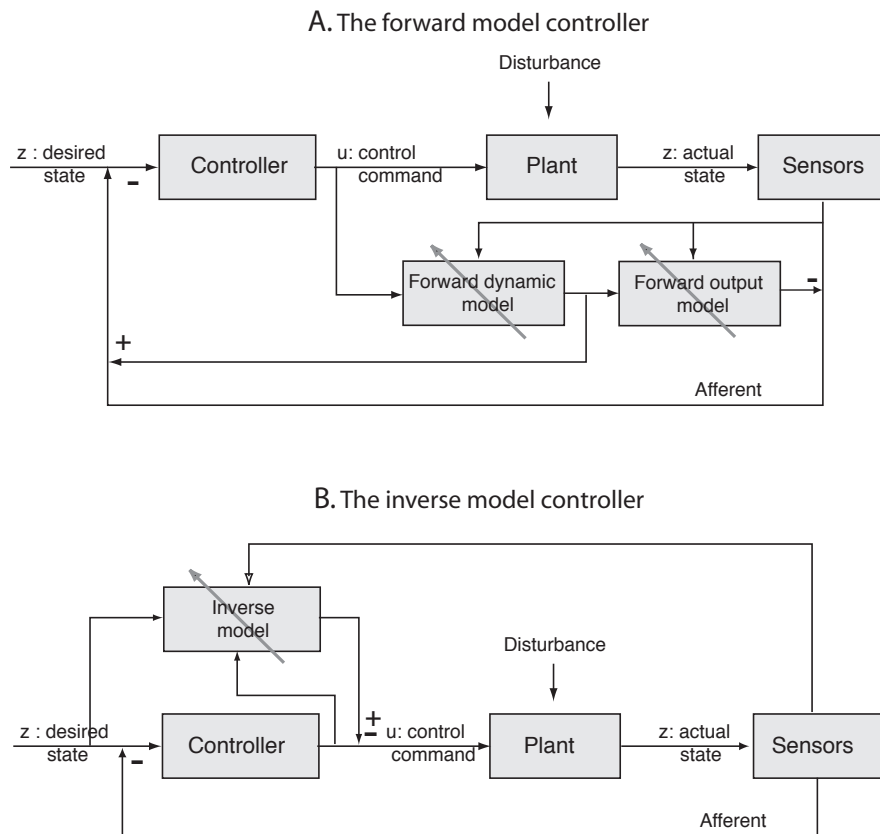 A. The forward model controller
Disturbance
z : desired
state
-
Controller
u: control
command
Plant
z: actual
state
Sensors
Forward dynamic
model
Forward output
model
-
+
Afferent
B. The inverse model controller
Inverse
model
Disturbance
z : desired
state
-
Controller
+
-
u: control
command
Plant
z: actual
state
Sensors
Afferent